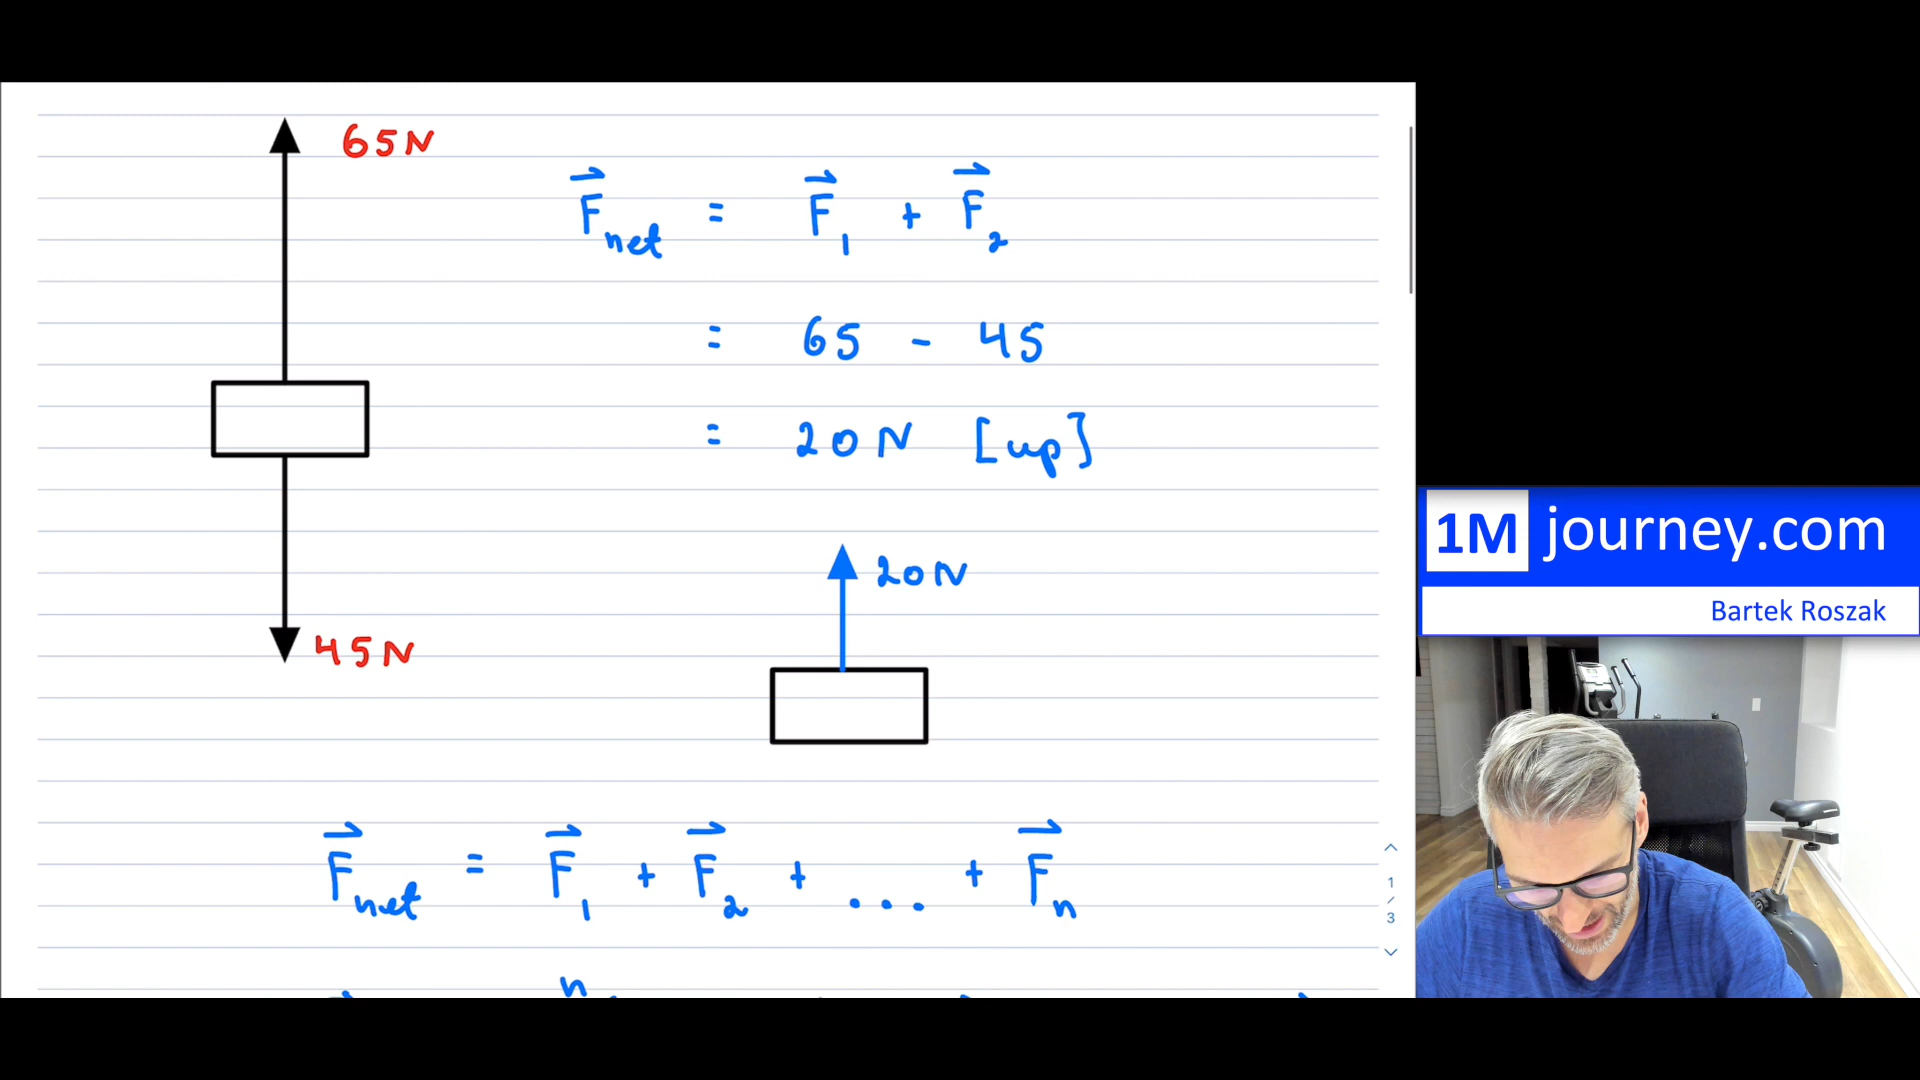 65N
F⃗net = F⃗1 + F⃗2
= 65 - 45
= 20N [up]
20N
45N
F⃗net = F⃗1 + F⃗2 + ... + F⃗n
n
1
/
3
1M journey.com
Bartek Roszak